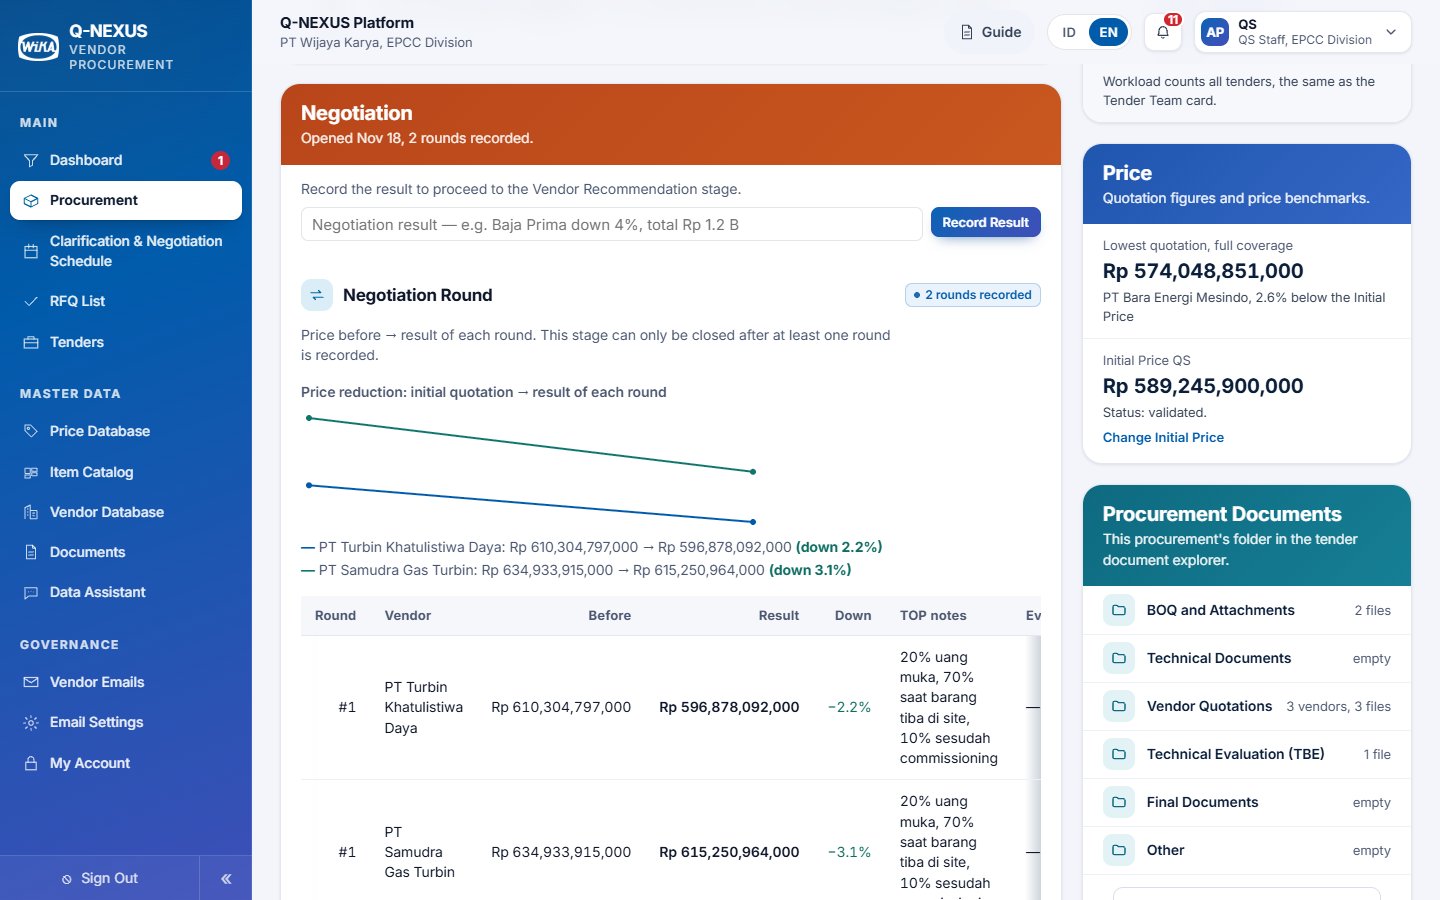 WIKA
Q-NEXUS
VENDOR
PROCUREMENT
MAIN
Dashboard
1
Procurement
Clarification & Negotiation
Schedule
RFQ List
Tenders
MASTER DATA
Price Database
Item Catalog
Vendor Database
Documents
Data Assistant
GOVERNANCE
Vendor Emails
Email Settings
My Account
Sign Out
«
Q-NEXUS Platform
PT Wijaya Karya, EPCC Division
Guide
ID EN
11
AP
QS
QS Staff, EPCC Division
Negotiation
Opened Nov 18, 2 rounds recorded.
Record the result to proceed to the Vendor Recommendation stage.
Negotiation result — e.g. Baja Prima down 4%, total Rp 1.2 B
Record Result
Negotiation Round
• 2 rounds recorded
Price before → result of each round. This stage can only be closed after at least one round
is recorded.
Price reduction: initial quotation → result of each round
— PT Turbin Khatulistiwa Daya: Rp 610,304,797,000 → Rp 596,878,092,000 (down 2.2%)
— PT Samudra Gas Turbin: Rp 634,933,915,000 → Rp 615,250,964,000 (down 3.1%)
Round Vendor Before Result Down TOP notes Ev
#1
PT Turbin
Khatulistiwa
Daya
Rp 610,304,797,000
Rp 596,878,092,000
−2.2%
20% uang
muka, 70%
saat barang
tiba di site,
10% sesudah
commissioning
—
#1
PT
Samudra
Gas Turbin
Rp 634,933,915,000
Rp 615,250,964,000
−3.1%
20% uang
muka, 70%
saat barang
tiba di site,
10% sesudah
—
Workload counts all tenders, the same as the
Tender Team card.
Price
Quotation figures and price benchmarks.
Lowest quotation, full coverage
Rp 574,048,851,000
PT Bara Energi Mesindo, 2.6% below the Initial
Price
Initial Price QS
Rp 589,245,900,000
Status: validated.
Change Initial Price
Procurement Documents
This procurement's folder in the tender
document explorer.
BOQ and Attachments 2 files
Technical Documents empty
Vendor Quotations 3 vendors, 3 files
Technical Evaluation (TBE) 1 file
Final Documents empty
Other empty